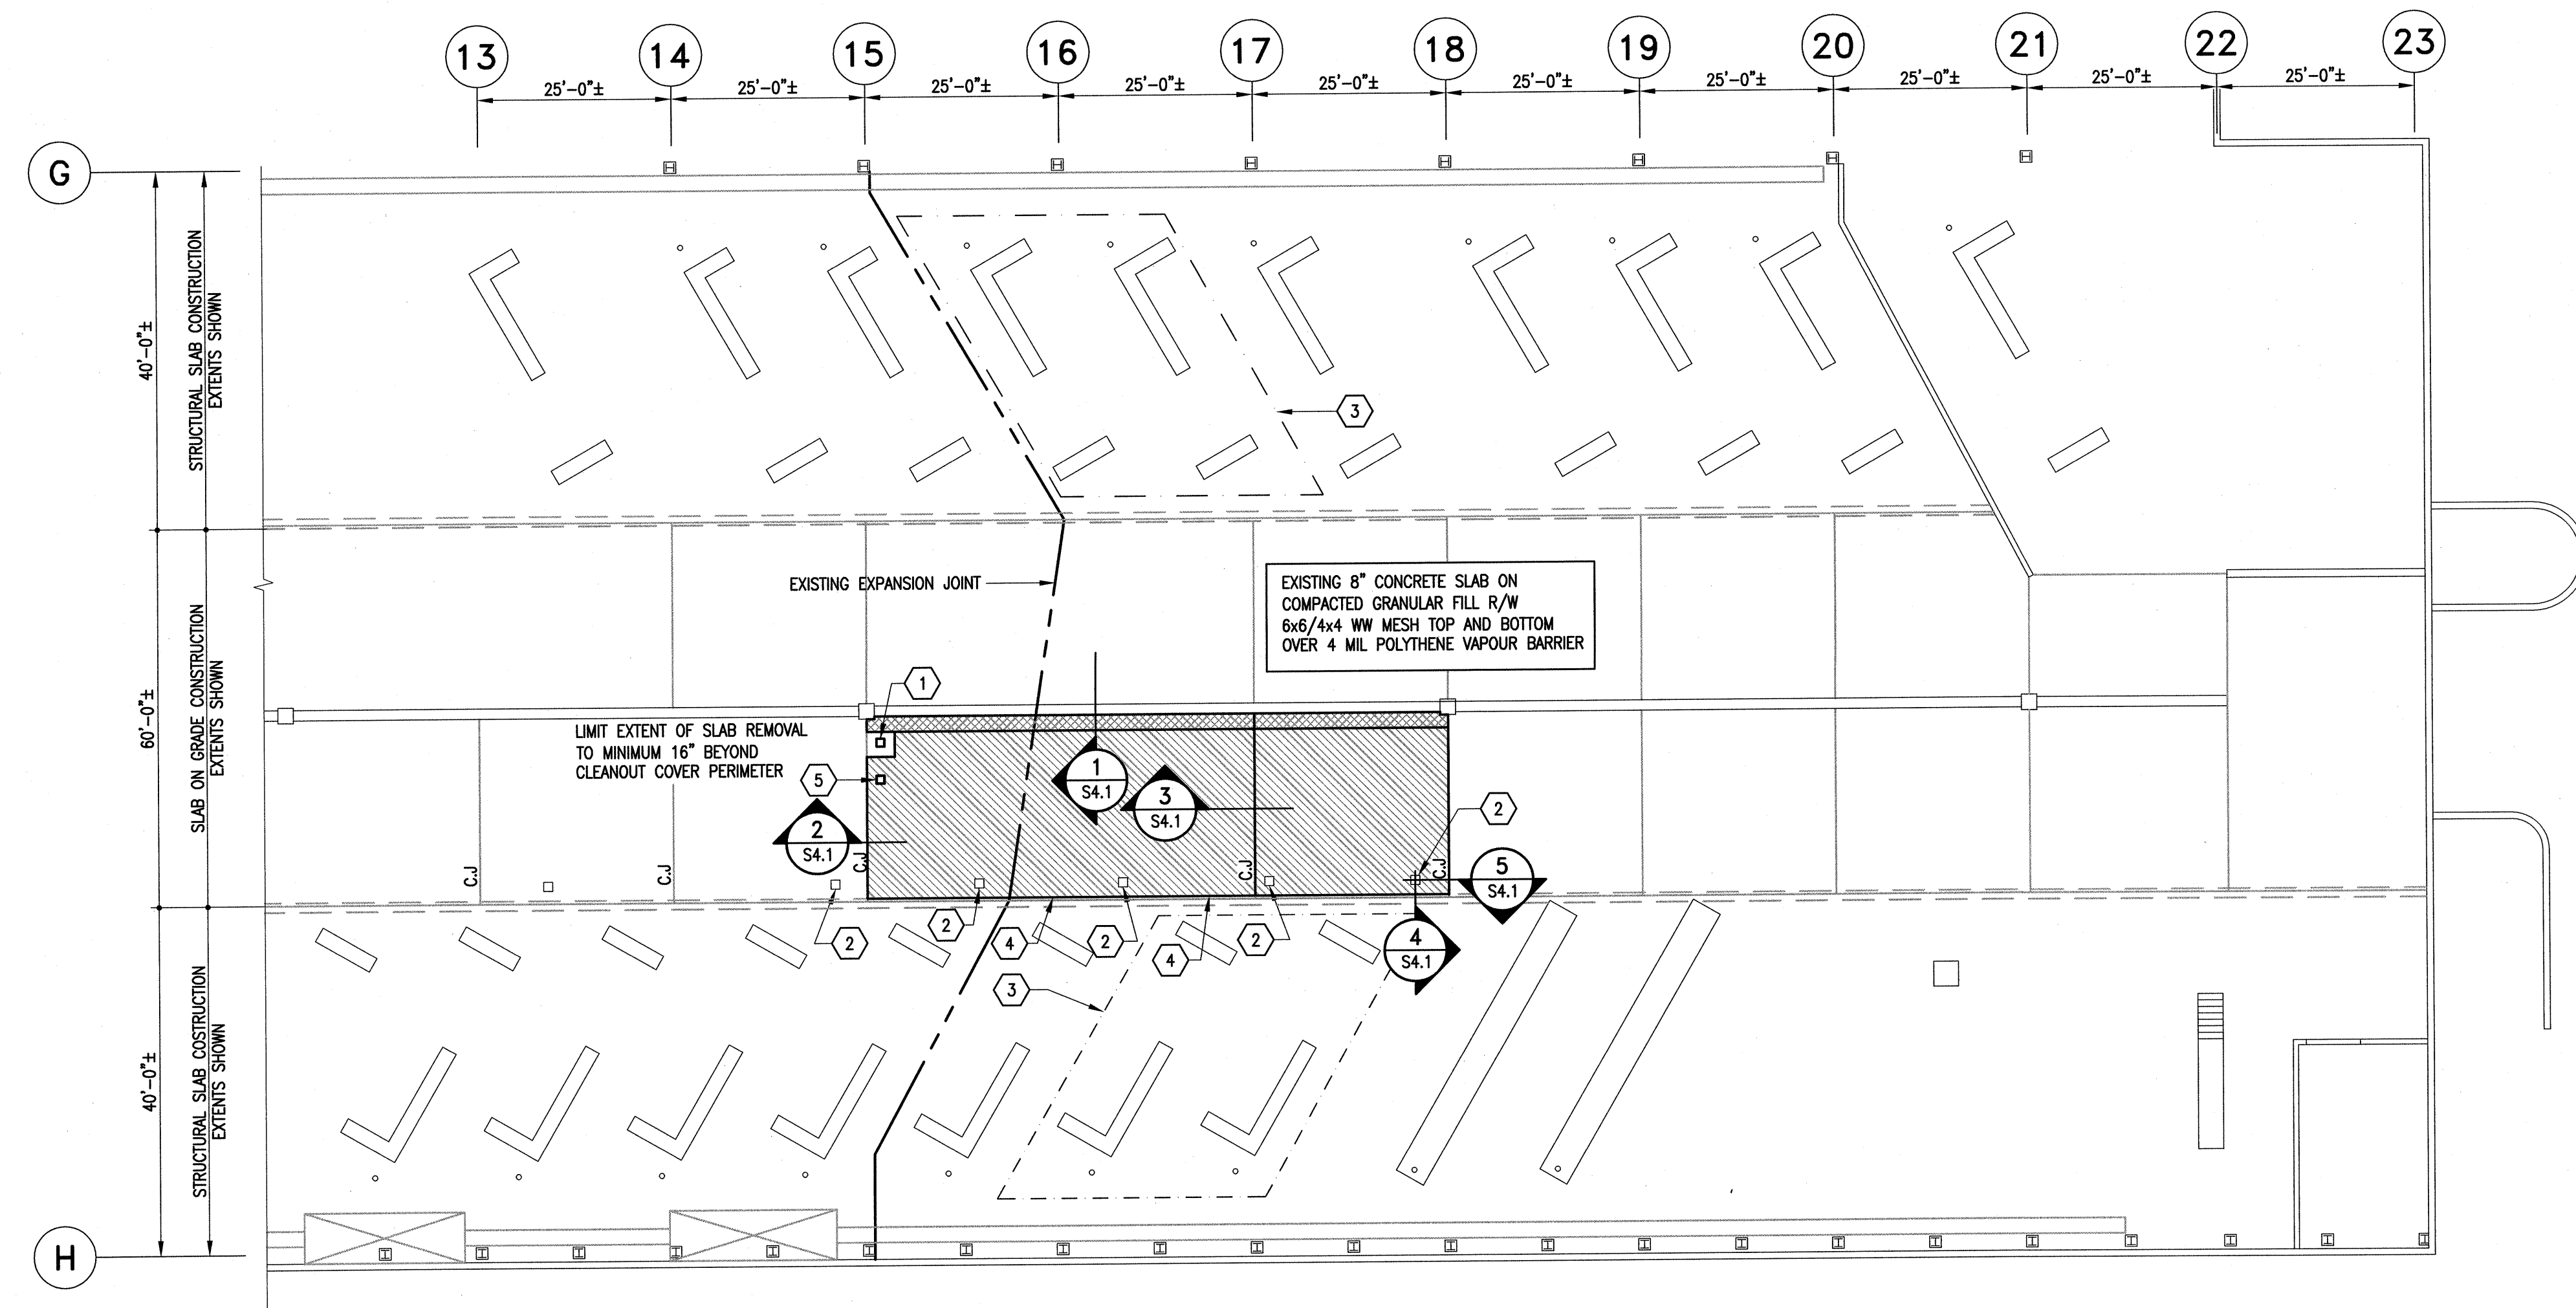 13 14 15 16 17 18 19 20 21 22 23
25'-0"± 25'-0"± 25'-0"± 25'-0"± 25'-0"± 25'-0"± 25'-0"± 25'-0"± 25'-0"± 25'-0"±
G
40'-0"±
STRUCTURAL SLAB CONSTRUCTION
EXTENTS SHOWN
3
EXISTING EXPANSION JOINT
EXISTING 8" CONCRETE SLAB ON
COMPACTED GRANULAR FILL R/W
6x6/4x4 WW MESH TOP AND BOTTOM
OVER 4 MIL POLYTHENE VAPOUR BARRIER
60'-0"±
SLAB ON GRADE CONSTRUCTION
EXTENTS SHOWN
1
LIMIT EXTENT OF SLAB REMOVAL
TO MINIMUM 16" BEYOND
CLEANOUT COVER PERIMETER
5
1
S4.1
3
S4.1
2
2
S4.1
C.J
C.J
C.J
C.J
C.J
5
S4.1
2
2
4
2
4
2
4
S4.1
3
40'-0"±
STRUCTURAL SLAB COSTRUCTION
EXTENTS SHOWN
H